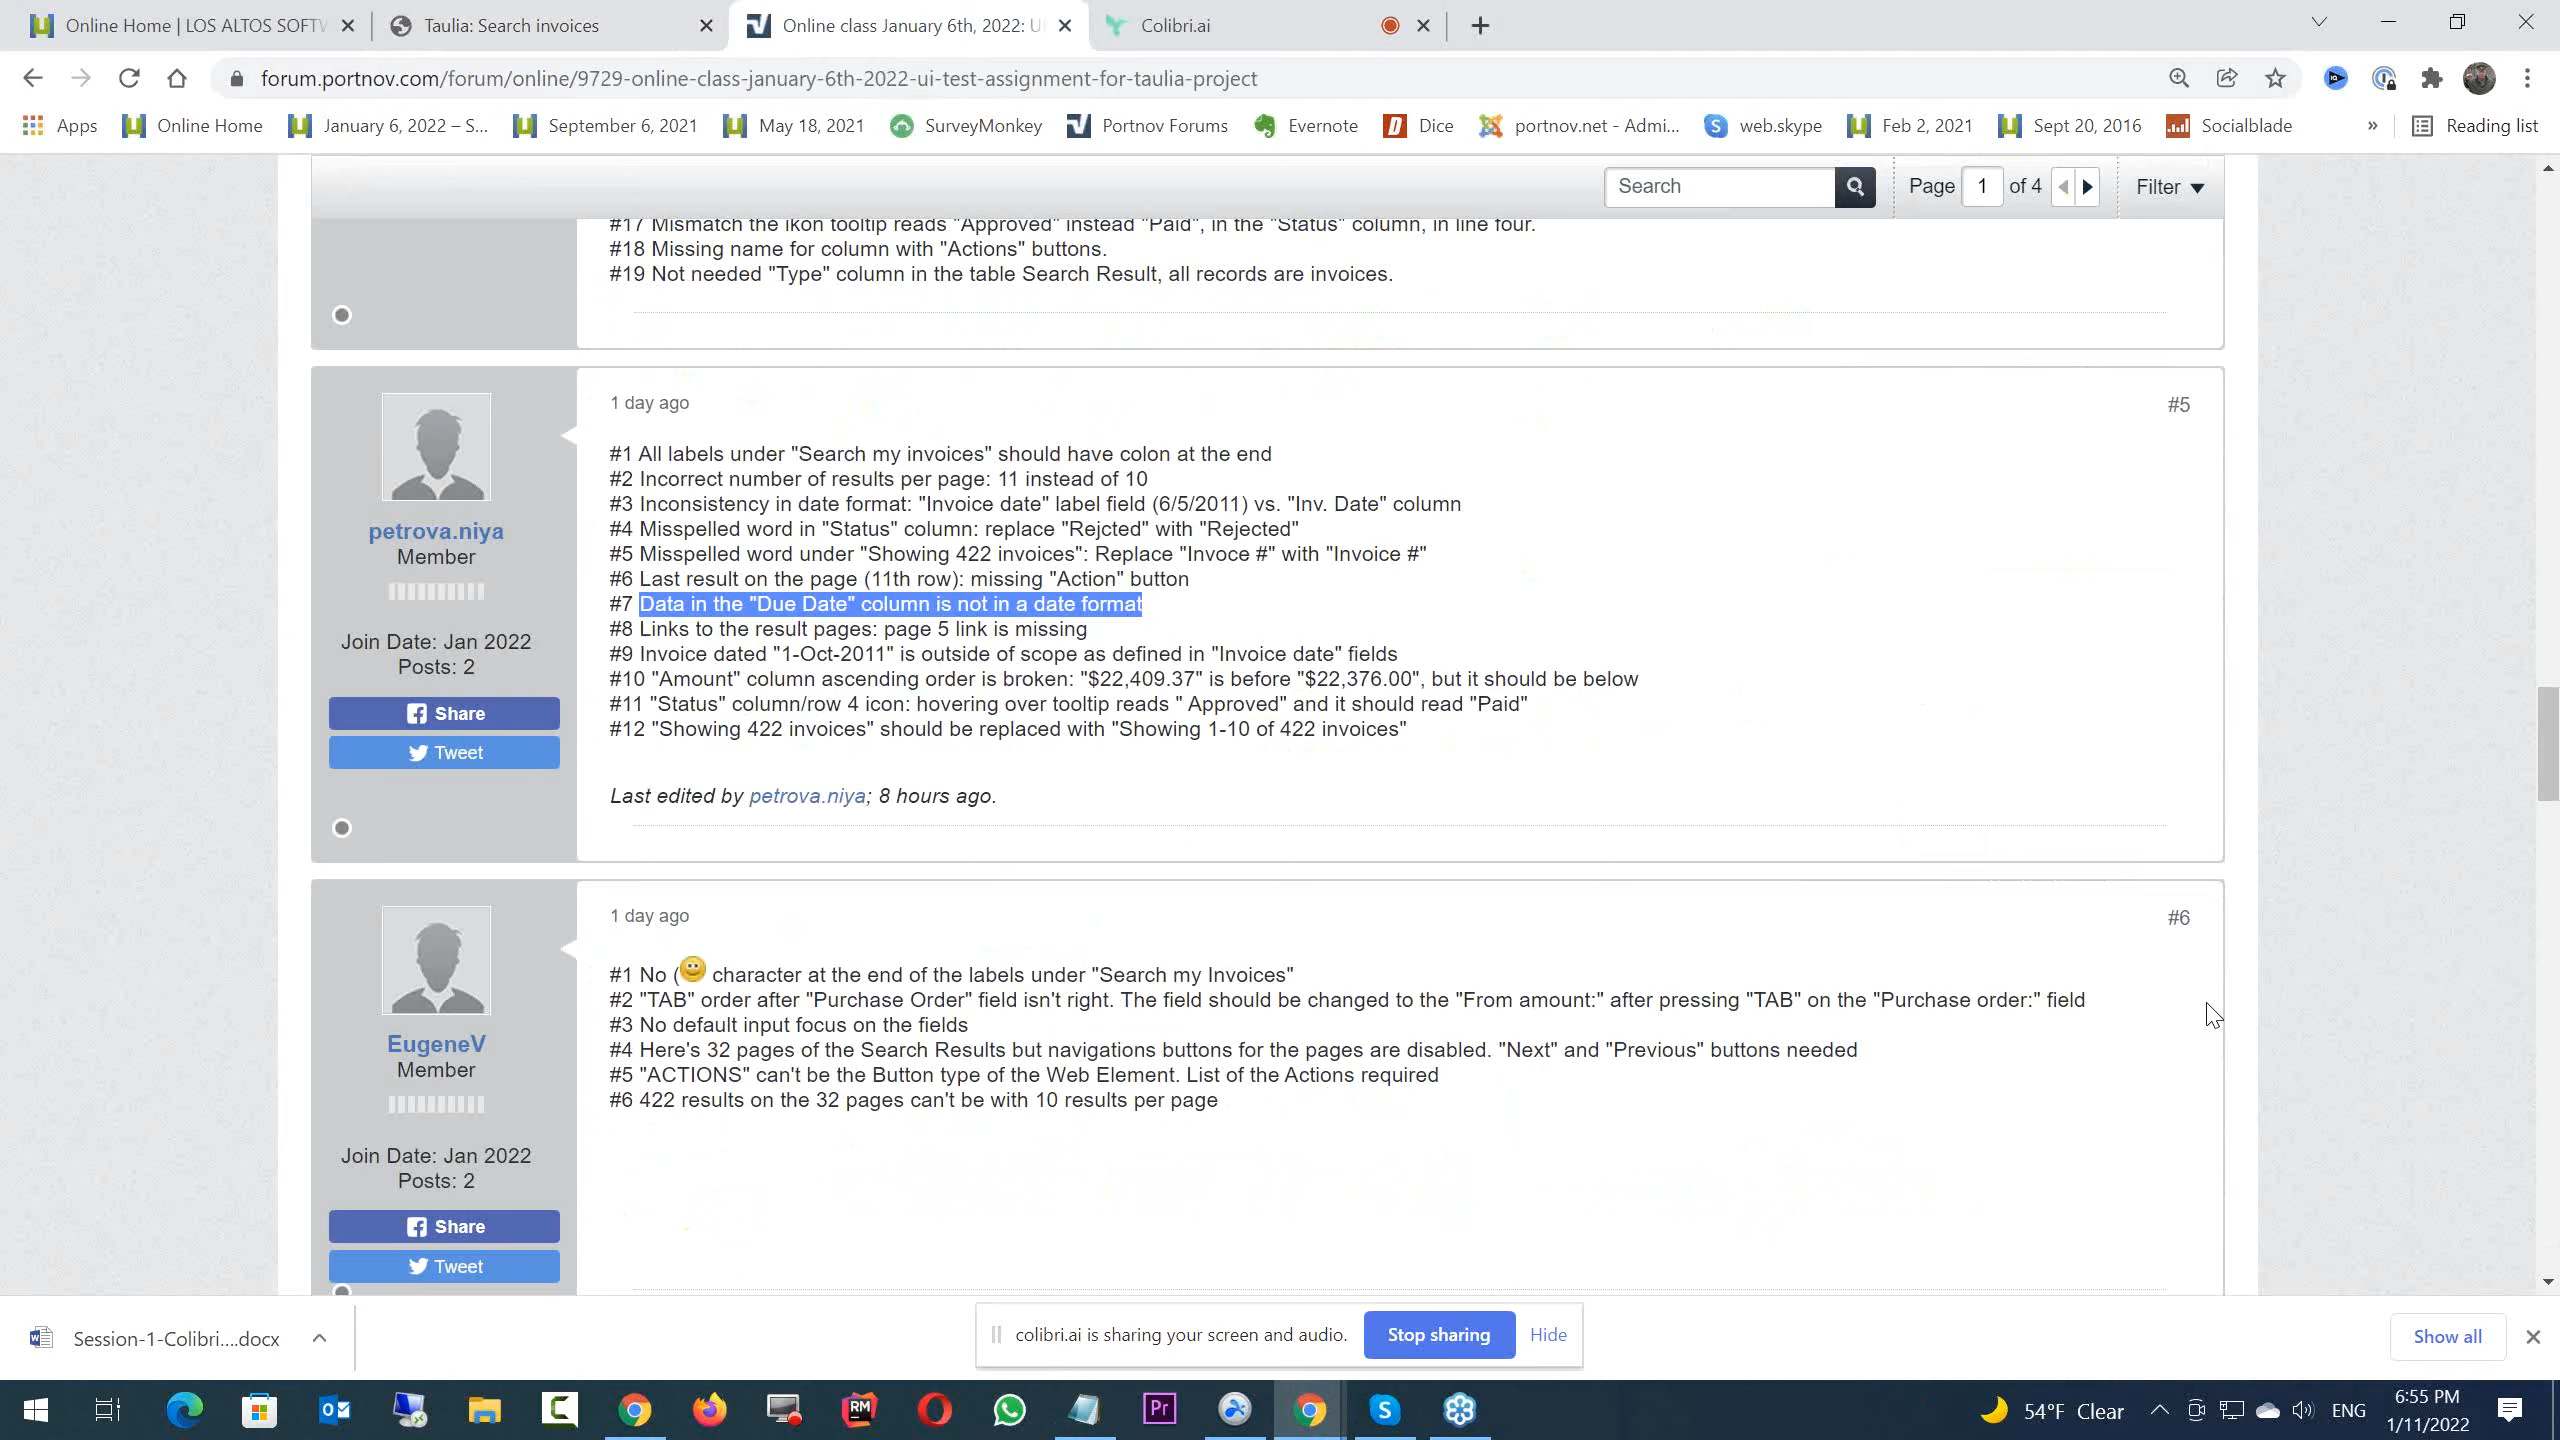 Online Home | LOS ALTOS SOFTW
Taulia: Search invoices
Online class January 6th, 2022: UI
Colibri.ai
forum.portnov.com/forum/online/9729-online-class-january-6th-2022-ui-test-assignment-for-taulia-project
Apps
Online Home
January 6, 2022 – S...
September 6, 2021
May 18, 2021
SurveyMonkey
Portnov Forums
Evernote
Dice
portnov.net - Admi...
web.skype
Feb 2, 2021
Sept 20, 2016
Socialblade
»
Reading list
Search
Page 1 of 4
Filter
#17 Mismatch the ikon tooltip reads "Approved" instead "Paid", in the "Status" column, in line four.
#18 Missing name for column with "Actions" buttons.
#19 Not needed "Type" column in the table Search Result, all records are invoices.
petrova.niya
Member
Join Date: Jan 2022
Posts: 2
Share
Tweet
1 day ago
#5
#1 All labels under "Search my invoices" should have colon at the end
#2 Incorrect number of results per page: 11 instead of 10
#3 Inconsistency in date format: "Invoice date" label field (6/5/2011) vs. "Inv. Date" column
#4 Misspelled word in "Status" column: replace "Rejcted" with "Rejected"
#5 Misspelled word under "Showing 422 invoices": Replace "Invoce #" with "Invoice #"
#6 Last result on the page (11th row): missing "Action" button
#7 Data in the "Due Date" column is not in a date format
#8 Links to the result pages: page 5 link is missing
#9 Invoice dated "1-Oct-2011" is outside of scope as defined in "Invoice date" fields
#10 "Amount" column ascending order is broken: "$22,409.37" is before "$22,376.00", but it should be below
#11 "Status" column/row 4 icon: hovering over tooltip reads " Approved" and it should read "Paid"
#12 "Showing 422 invoices" should be replaced with "Showing 1-10 of 422 invoices"
Last edited by petrova.niya; 8 hours ago.
EugeneV
Member
Join Date: Jan 2022
Posts: 2
Share
Tweet
1 day ago
#6
#1 No ( character at the end of the labels under "Search my Invoices"
#2 "TAB" order after "Purchase Order" field isn't right. The field should be changed to the "From amount:" after pressing "TAB" on the "Purchase order:" field
#3 No default input focus on the fields
#4 Here's 32 pages of the Search Results but navigations buttons for the pages are disabled. "Next" and "Previous" buttons needed
#5 "ACTIONS" can't be the Button type of the Web Element. List of the Actions required
#6 422 results on the 32 pages can't be with 10 results per page
Session-1-Colibri....docx
colibri.ai is sharing your screen and audio.
Stop sharing
Hide
Show all
54°F Clear
ENG
6:55 PM
1/11/2022